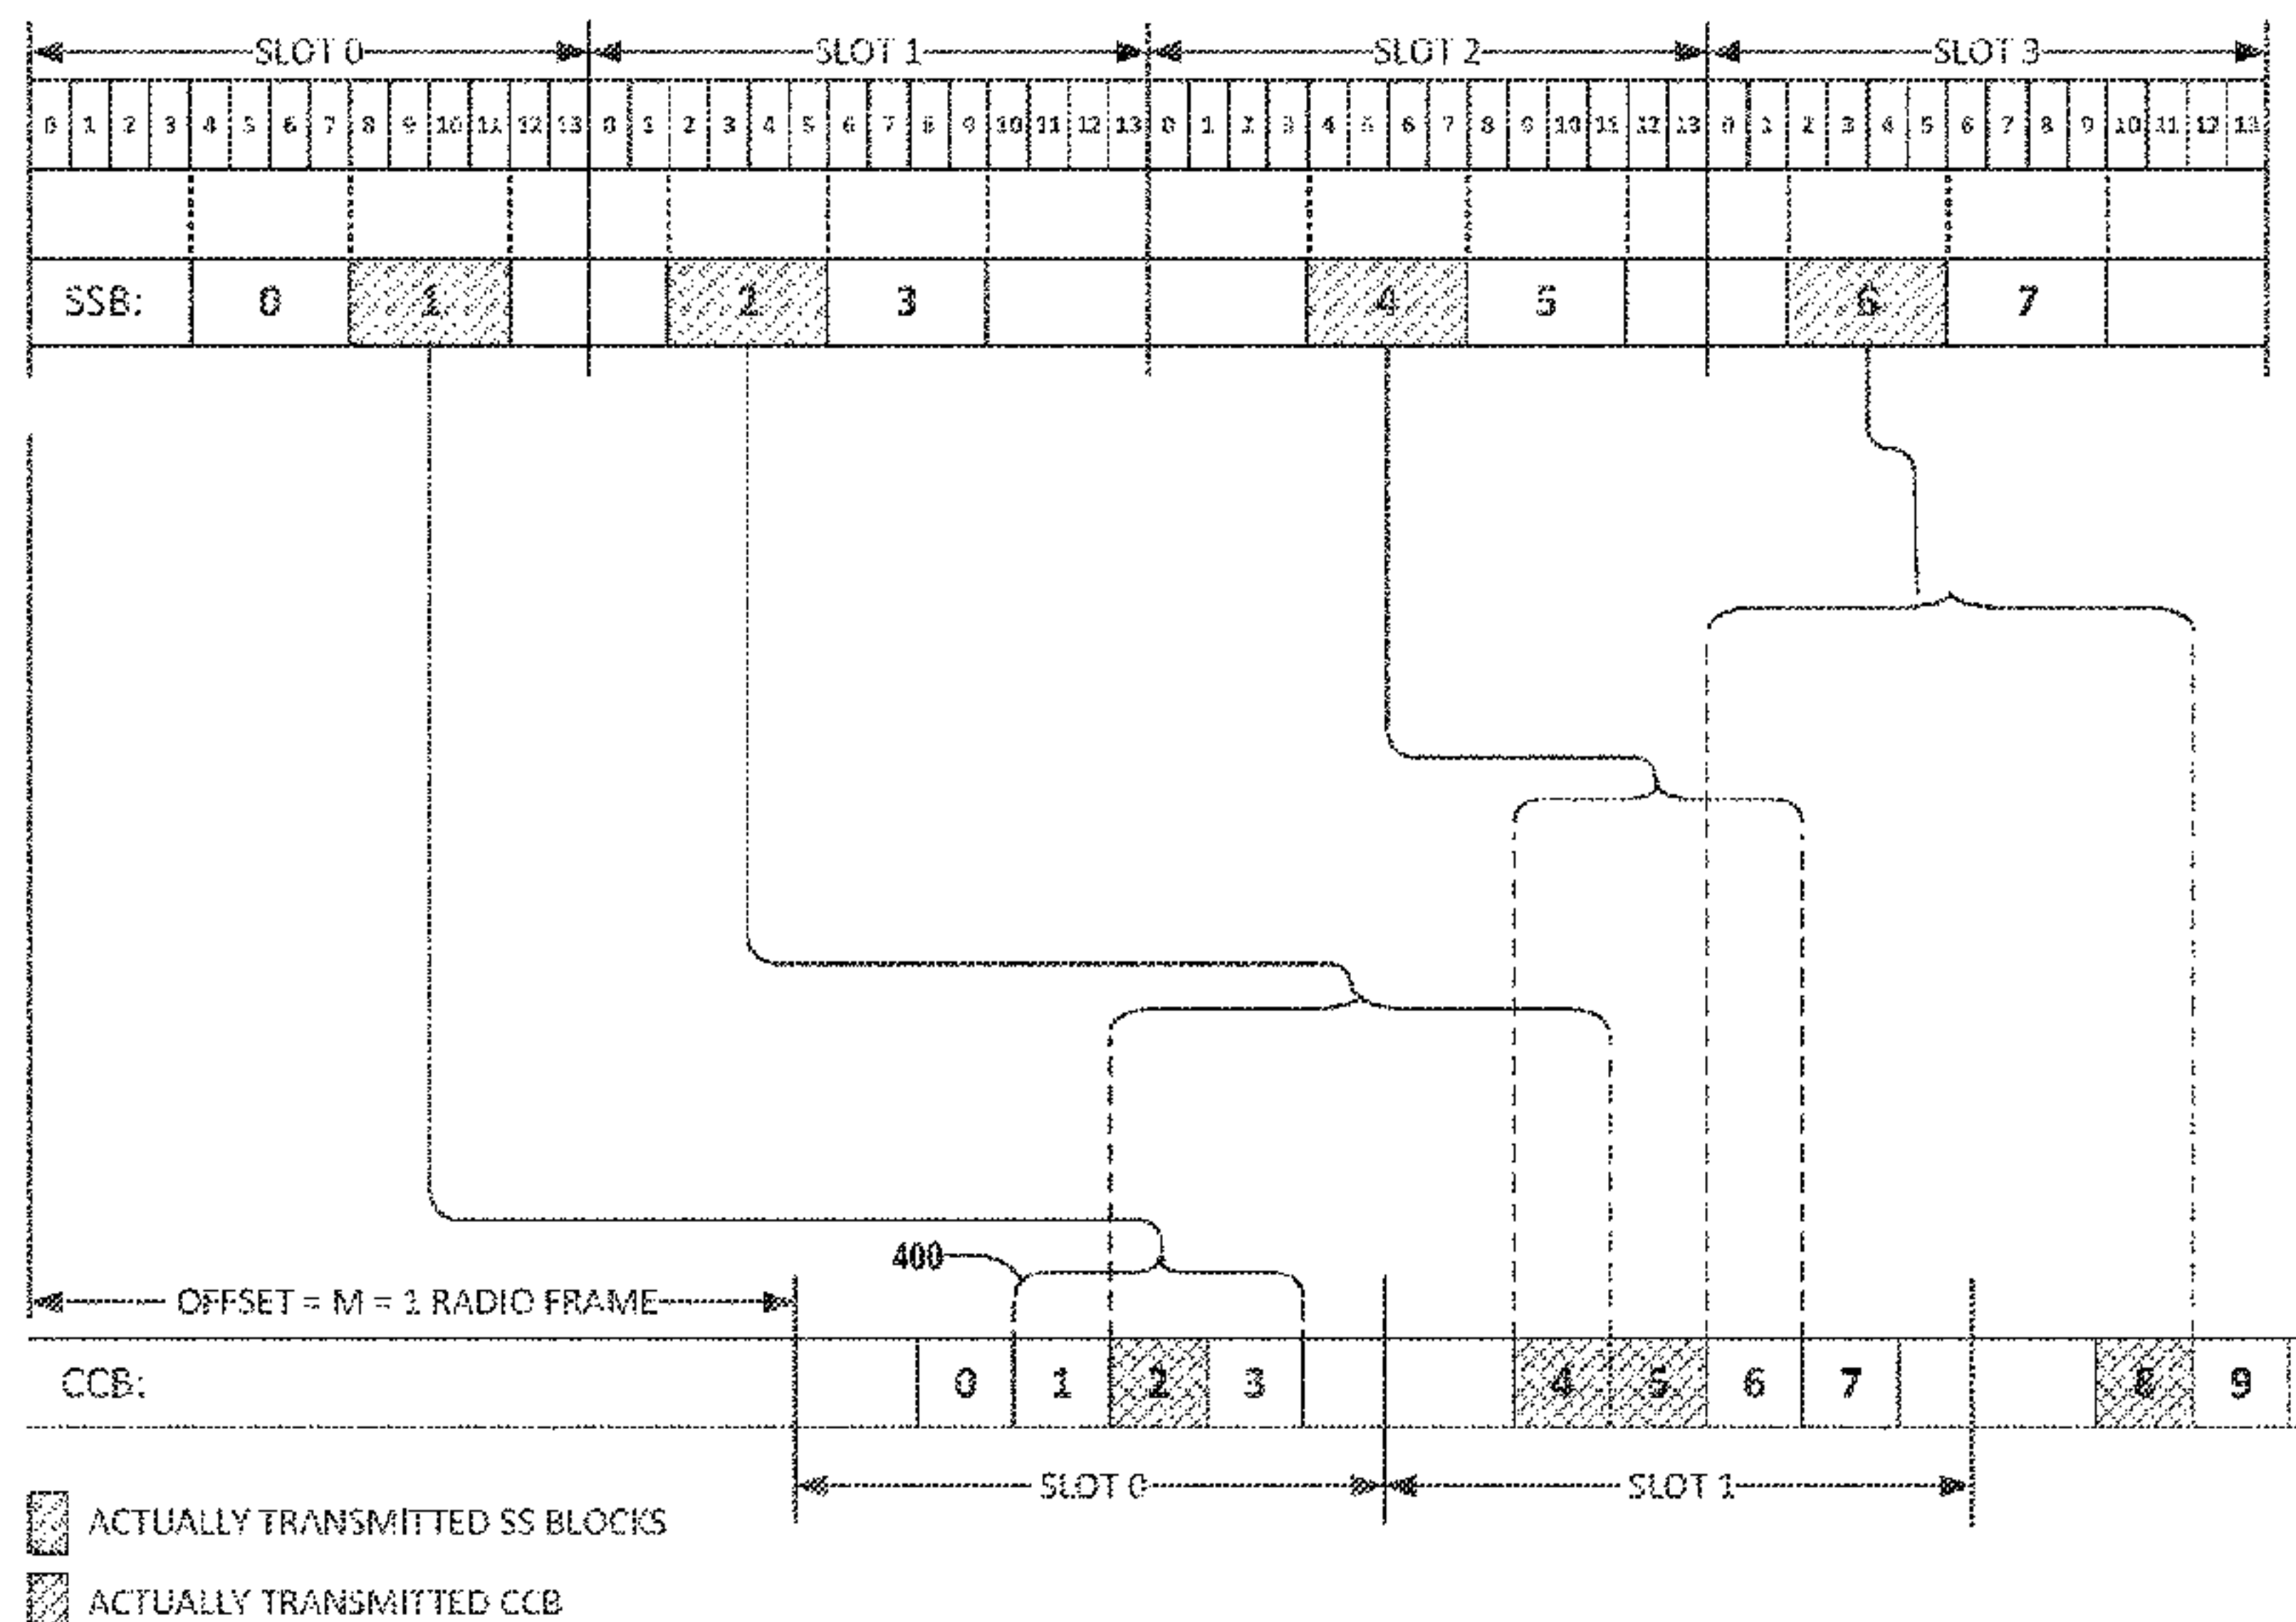 SLOT 0 SLOT 1 SLOT 2 SLOT 3
0 1 2 3 4 5 6 7 8 9 10 11 12 13 0 1 2 3 4 5 6 7 8 9 10 11 12 13 0 1 2 3 4 5 6 7 8 9 10 11 12 13 0 1 2 3 4 5 6 7 8 9 10 11 12 13
SSB: 0 1 2 3 4 5 6 7
400
OFFSET = M = 1 RADIO FRAME
CCB: 0 1 2 3 4 5 6 7 8 9
SLOT 0 SLOT 1
ACTUALLY TRANSMITTED SS BLOCKS
ACTUALLY TRANSMITTED CCB